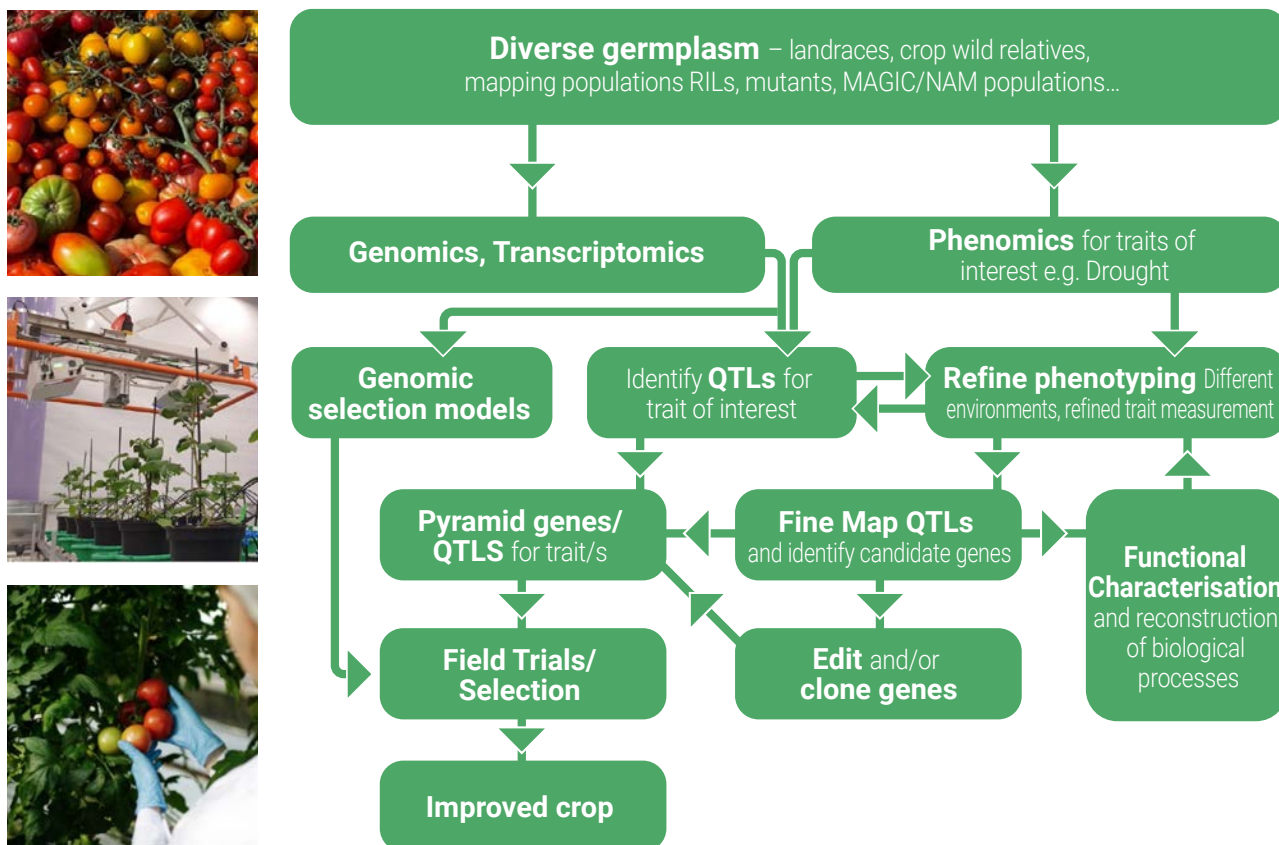 Diverse germplasm – landraces, crop wild relatives,
mapping populations RILs, mutants, MAGIC/NAM populations…
Genomics, Transcriptomics
Phenomics for traits of
interest e.g. Drought
Genomic
selection models
Identify QTLs for
trait of interest
Refine phenotyping Different
environments, refined trait measurement
Pyramid genes/
QTLS for trait/s
Fine Map QTLs
and identify candidate genes
Functional
Characterisation
and reconstruction
of biological
processes
Field Trials/
Selection
Edit and/or
clone genes
Improved crop